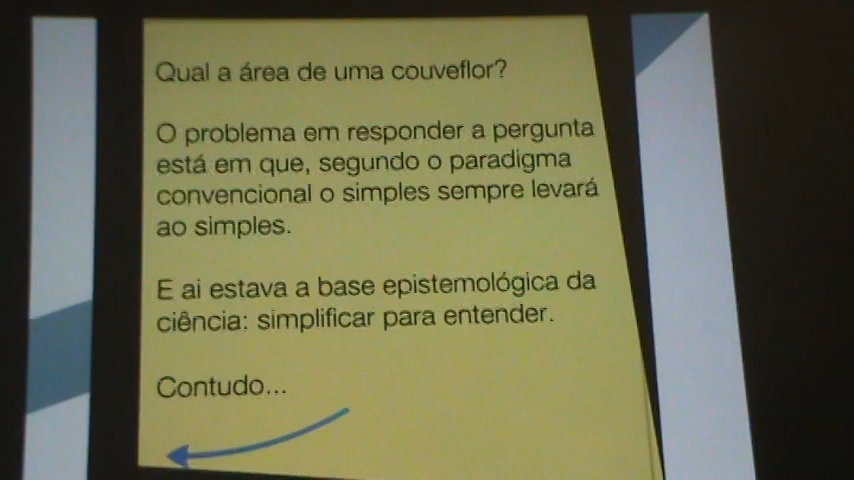 Qual a área de uma couveflor?
O problema em responder a pergunta
está em que, segundo o paradigma
convencional o simples sempre levará
ao simples.
E ai estava a base epistemológica da
ciência: simplificar para entender.
Contudo...